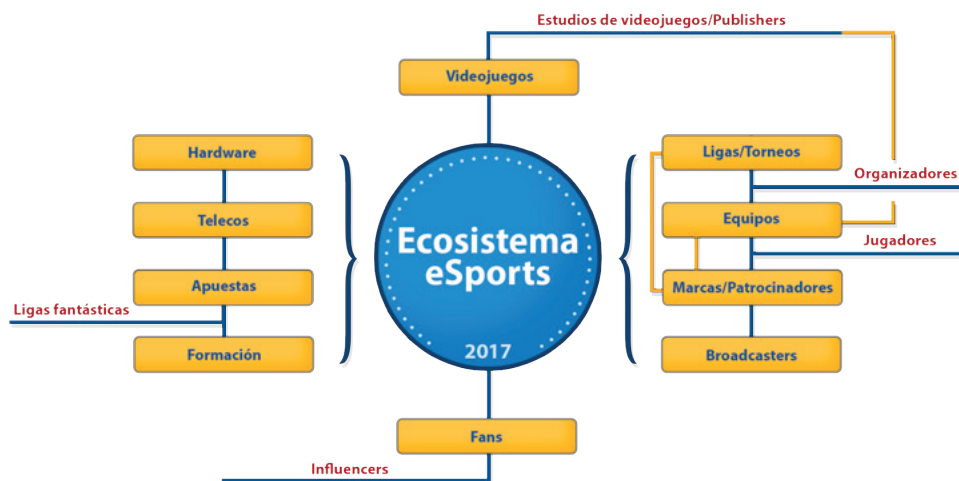 Estudios de videojuegos/Publishers
Videojuegos
Hardware
Telecos
Apuestas
Ligas fantásticas
Formación
Ecosistema
eSports
2017
Ligas/Torneos
Organizadores
Equipos
Jugadores
Marcas/Patrocinadores
Broadcasters
Fans
Influencers